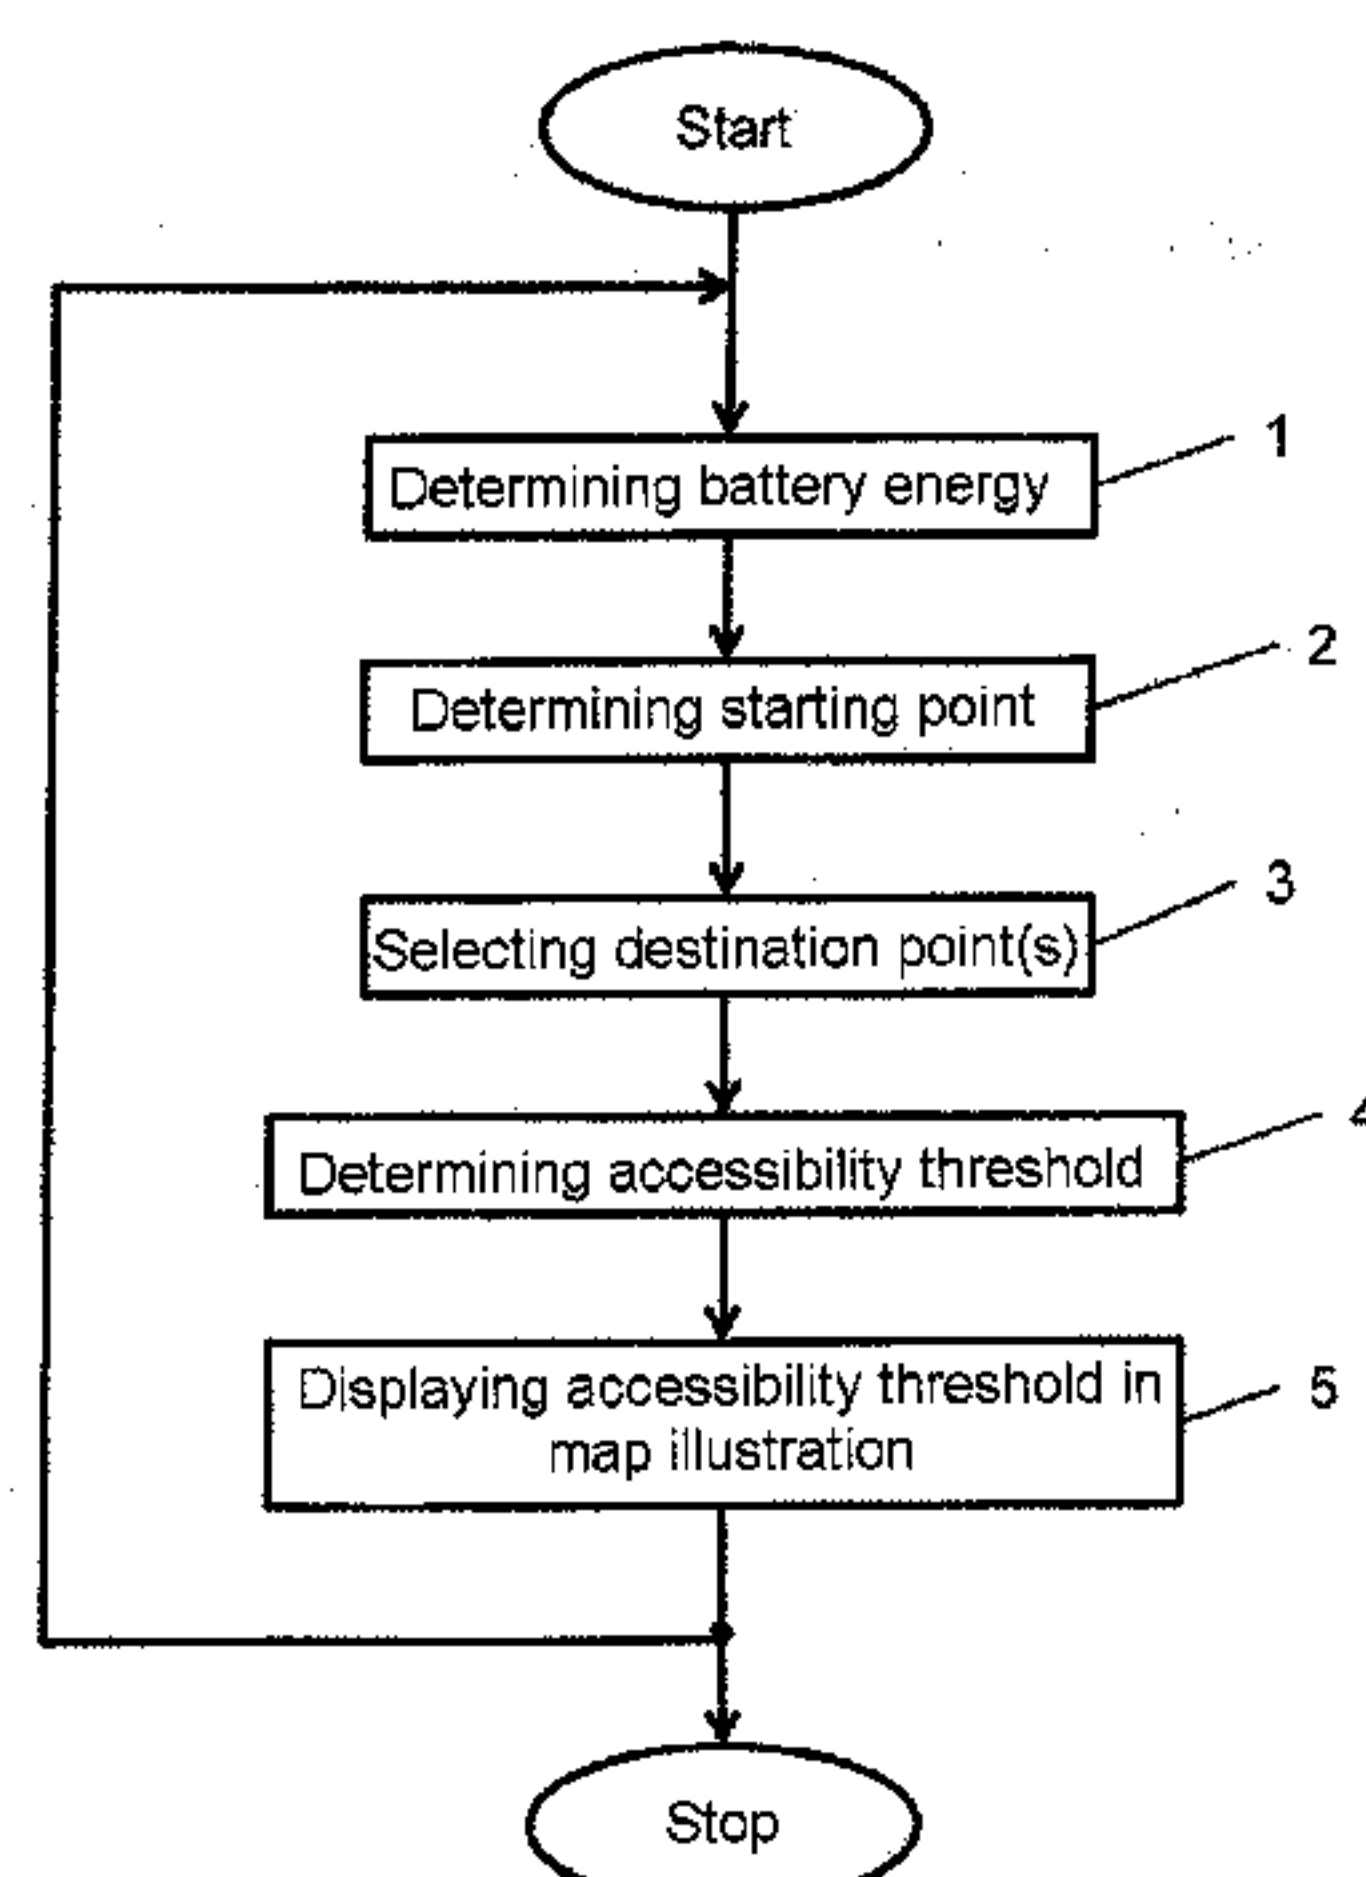 Start
Determining battery energy
1
Determining starting point
2
Selecting destination point(s)
3
Determining accessibility threshold
4
Displaying accessibility threshold in
map illustration
5
Stop